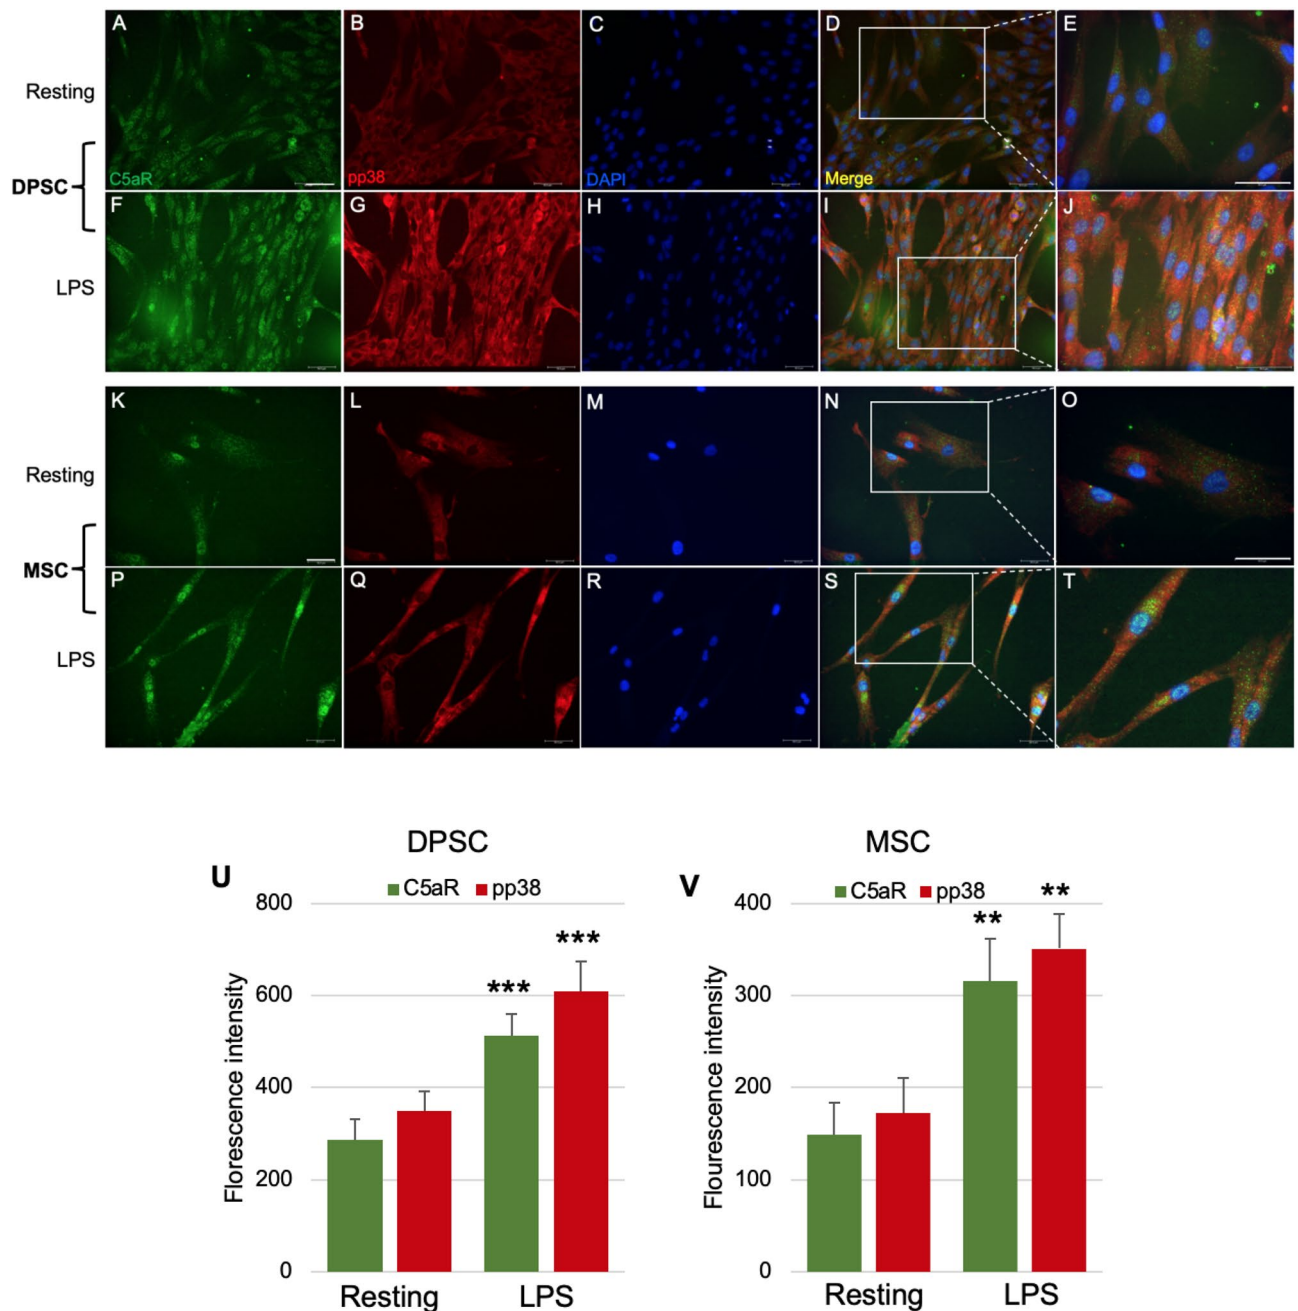 A B C D E
Resting
C5aR pp38 DAPI Merge
DPSC
F G H I J
LPS
K L M N O
Resting
MSC
P Q R S T
LPS
DPSC
MSC
U
C5aR pp38
V
C5aR pp38
Florescence intensity
800
600
400
200
0
***
***
Resting LPS
Flourescence intensity
400
300
200
100
0
**
**
Resting LPS